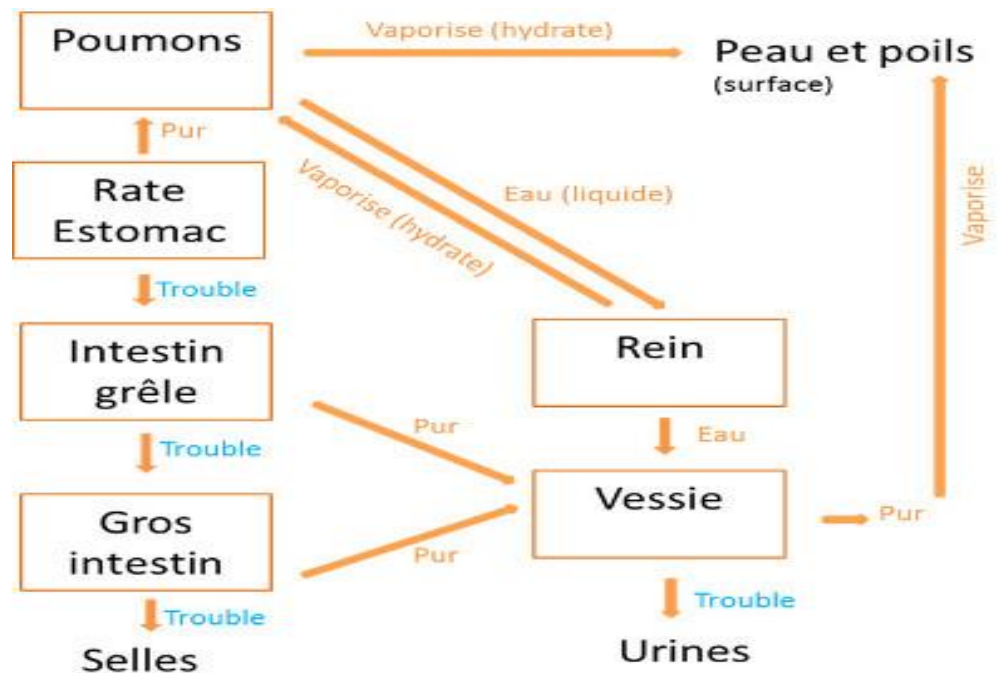 Poumons
Vaporise (hydrate)
Peau et poils
(surface)
Pur
Rate
Estomac
Vaporise (hydrate)
Eau (liquide)
Vaporise
Trouble
Intestin
grêle
Rein
Pur
Eau
Trouble
Gros
intestin
Vessie
Pur
Pur
Trouble
Selles
Trouble
Urines